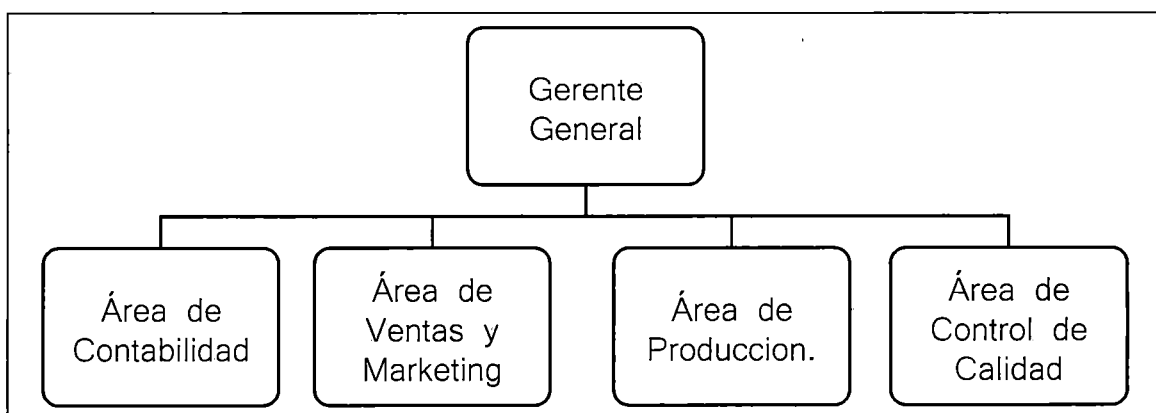 Gerente
General
Área de
Contabilidad
Área de
Ventas y
Marketing
Área de
Produccion.
Área de
Control de
Calidad